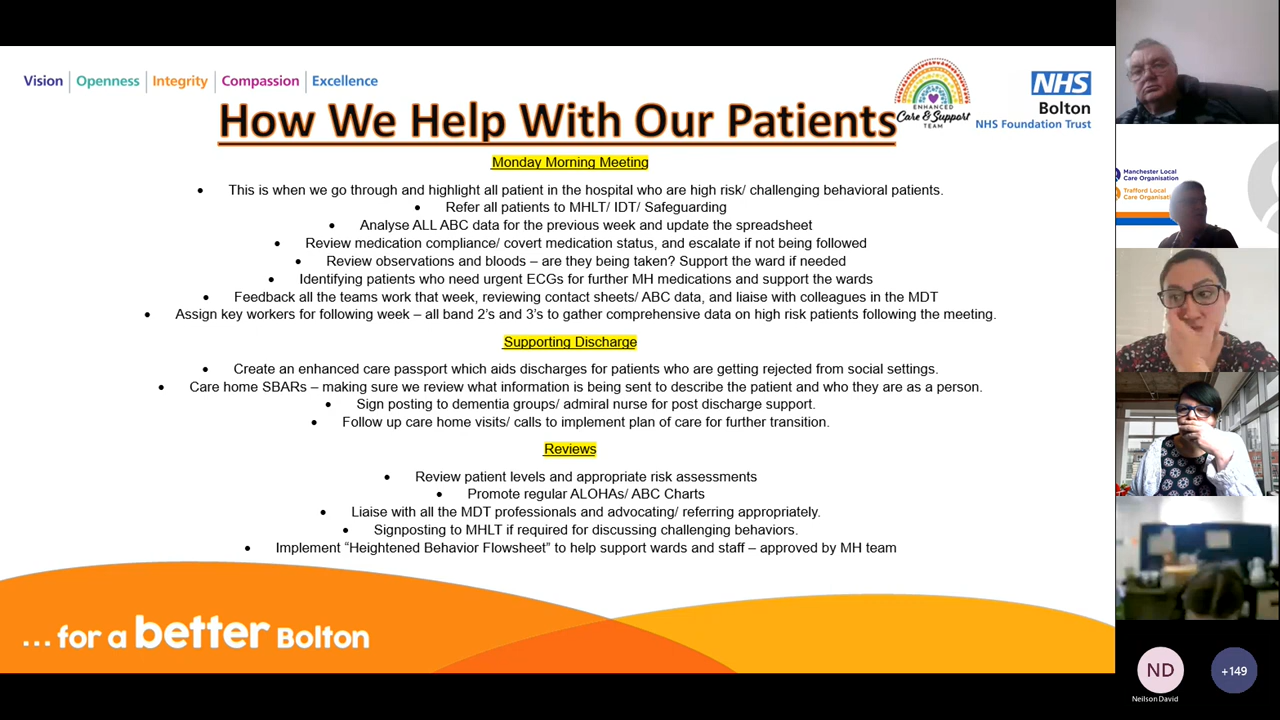 Vision Openness Integrity Compassion Excellence
ENHANCED
Care & Support
TEAM
NHS
Bolton
NHS Foundation Trust
How We Help With Our Patients
Monday Morning Meeting
• This is when we go through and highlight all patient in the hospital who are high risk/ challenging behavioral patients.
• Refer all patients to MHLT/ IDT/ Safeguarding
• Analyse ALL ABC data for the previous week and update the spreadsheet
• Review medication compliance/ covert medication status, and escalate if not being followed
• Review observations and bloods – are they being taken? Support the ward if needed
• Identifying patients who need urgent ECGs for further MH medications and support the wards
• Feedback all the teams work that week, reviewing contact sheets/ ABC data, and liaise with colleagues in the MDT
• Assign key workers for following week – all band 2's and 3's to gather comprehensive data on high risk patients following the meeting.
Supporting Discharge
• Create an enhanced care passport which aids discharges for patients who are getting rejected from social settings.
• Care home SBARs – making sure we review what information is being sent to describe the patient and who they are as a person.
• Sign posting to dementia groups/ admiral nurse for post discharge support.
• Follow up care home visits/ calls to implement plan of care for further transition.
Reviews
• Review patient levels and appropriate risk assessments
• Promote regular ALOHAs/ ABC Charts
• Liaise with all the MDT professionals and advocating/ referring appropriately.
• Signposting to MHLT if required for discussing challenging behaviors.
• Implement “Heightened Behavior Flowsheet” to help support wards and staff – approved by MH team
...for a better Bolton
Manchester Local
Care Organisation
Trafford Local
Care
ND
Neilson David
+149